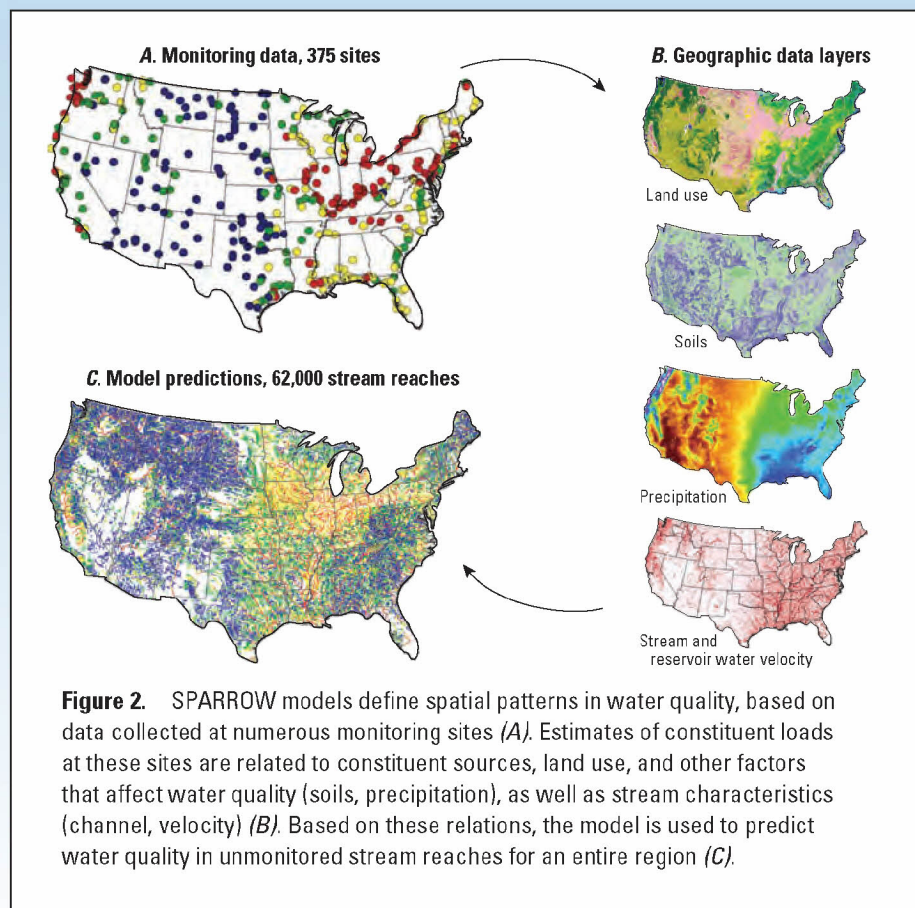 A. Monitoring data, 375 sites
B. Geographic data layers
Land use
Soils
C. Model predictions, 62,000 stream reaches
Precipitation
Stream and
reservoir water velocity
Figure 2. SPARROW models define spatial patterns in water quality, based on
data collected at numerous monitoring sites (A). Estimates of constituent loads
at these sites are related to constituent sources, land use, and other factors
that affect water quality (soils, precipitation), as well as stream characteristics
(channel, velocity) (B). Based on these relations, the model is used to predict
water quality in unmonitored stream reaches for an entire region (C).